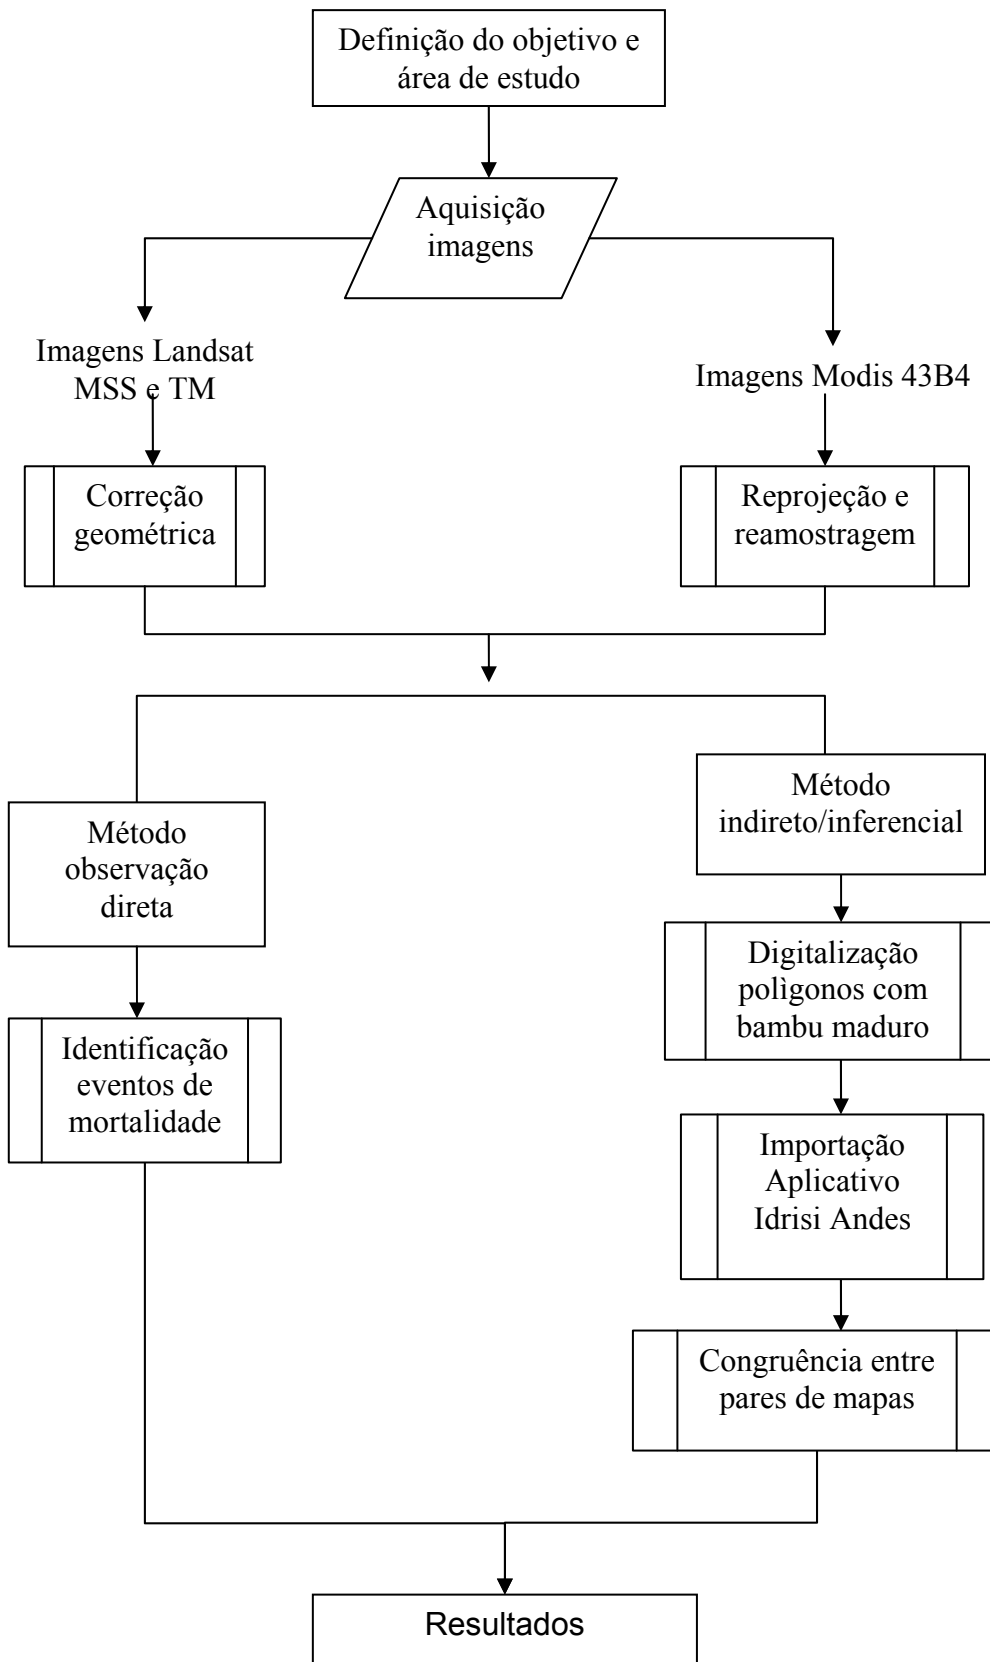 Definição do objetivo e
área de estudo
Aquisição
imagens
Imagens Landsat
MSS e TM
Imagens Modis 43B4
Correção
geométrica
Reprojeção e
reamostragem
Método
observação
direta
Método
indireto/inferencial
Identificação
eventos de
mortalidade
Digitalização
polìgonos com
bambu maduro
Importação
Aplicativo
Idrisi Andes
Congruência entre
pares de mapas
Resultados